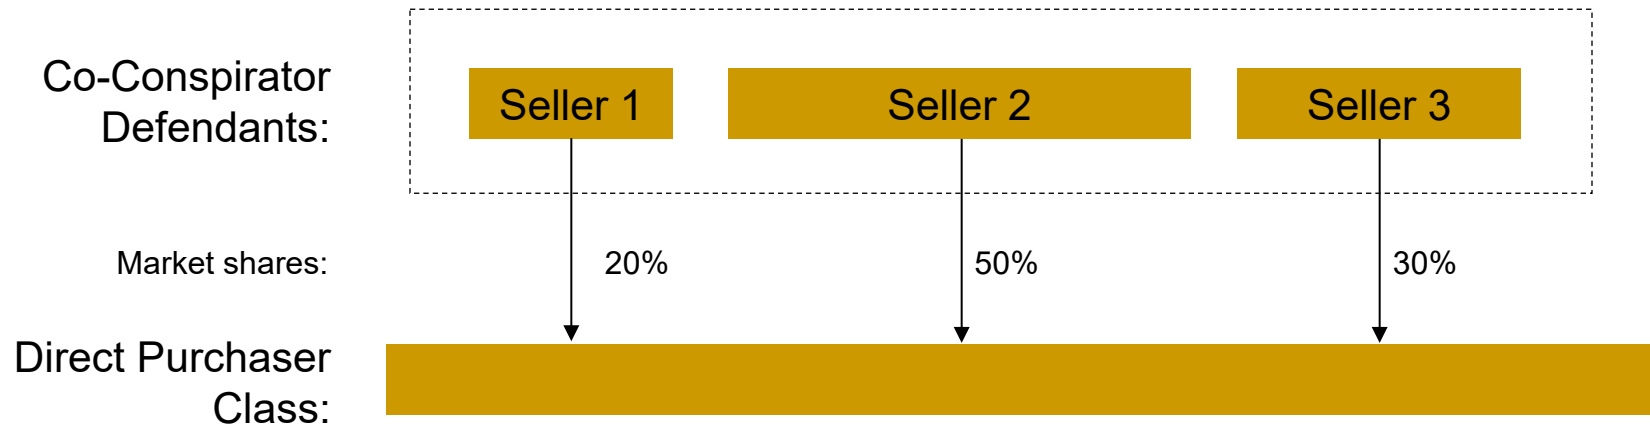 Co-Conspirator
Defendants:
Seller 1
Seller 2
Seller 3
Market shares:
20%
50%
30%
Direct Purchaser
Class: